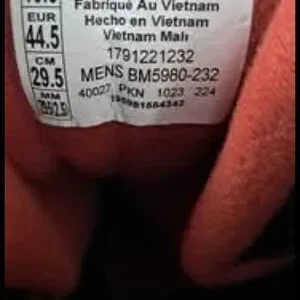 Fabriqué Au Vietnam
EUR
Hecho en Vietnam
44.5
Vietnam Malı
CM
1791221232
29.5
MENS BM5980-232
MM
40027 PKN 1023 224